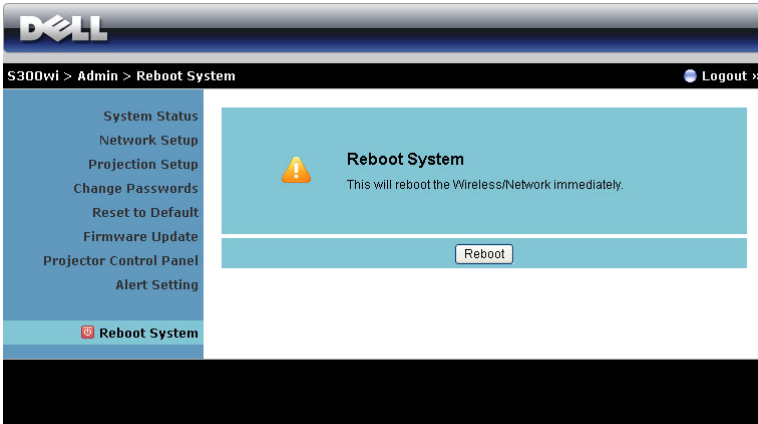 DELL
S300wi > Admin > Reboot System
Logout »
System Status
Network Setup
Projection Setup
Change Passwords
Reset to Default
Firmware Update
Projector Control Panel
Alert Setting
Reboot System
Reboot System
This will reboot the Wireless/Network immediately.
Reboot